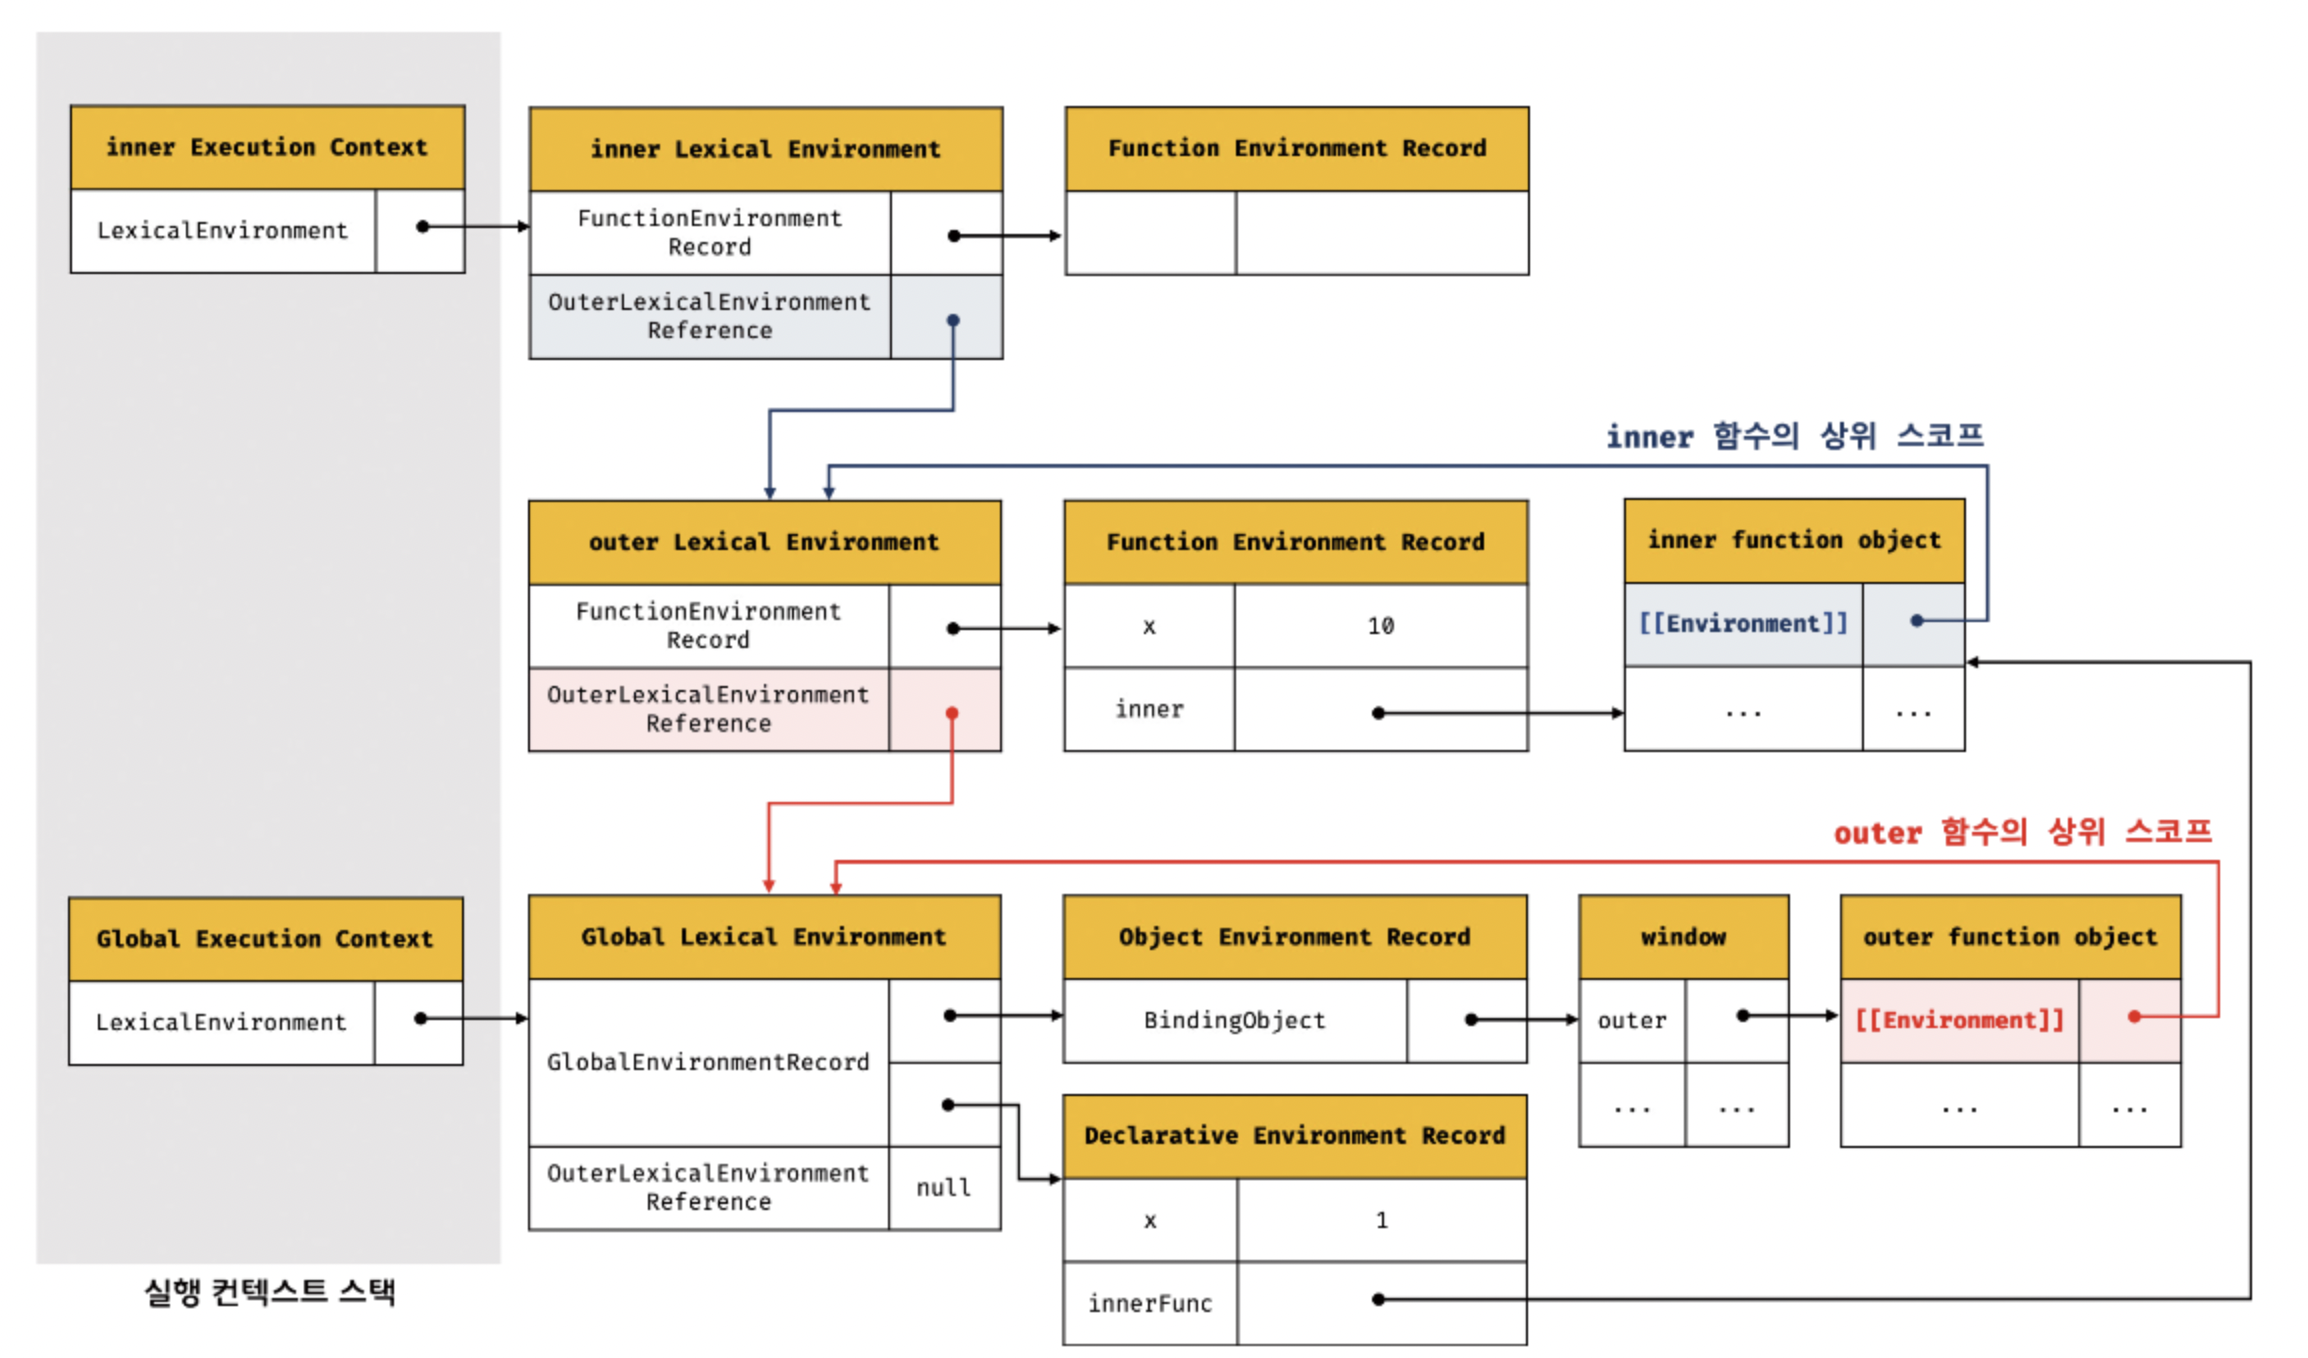 inner Execution Context
LexicalEnvironment
inner Lexical Environment
FunctionEnvironment
Record
OuterLexicalEnvironment
Reference
Function Environment Record
inner 함수의 상위 스코프
outer Lexical Environment
FunctionEnvironment
Record
OuterLexicalEnvironment
Reference
Function Environment Record
x 10
inner
inner function object
[[Environment]]
... ...
outer 함수의 상위 스코프
Global Execution Context
LexicalEnvironment
Global Lexical Environment
GlobalEnvironmentRecord
OuterLexicalEnvironment
Reference
null
Object Environment Record
BindingObject
window
outer
... ...
outer function object
[[Environment]]
... ...
Declarative Environment Record
x 1
innerFunc
실행 컨텍스트 스택